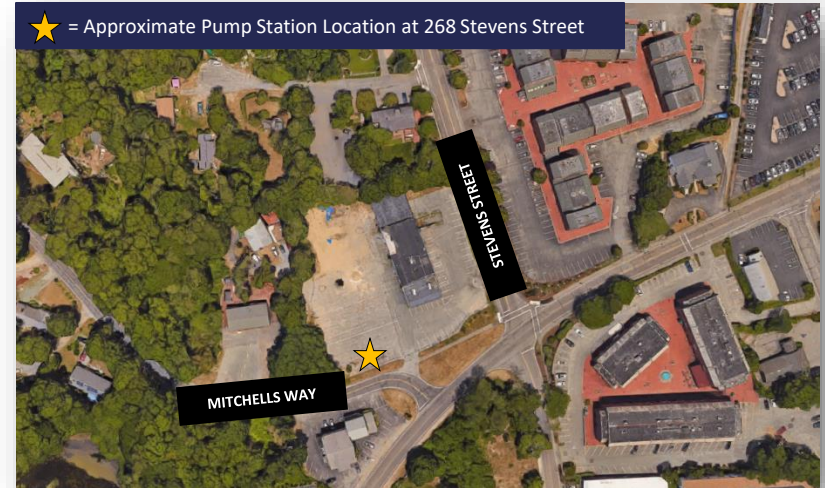 = Approximate Pump Station Location at 268 Stevens Street
STEVENS STREET
MITCHELLS WAY